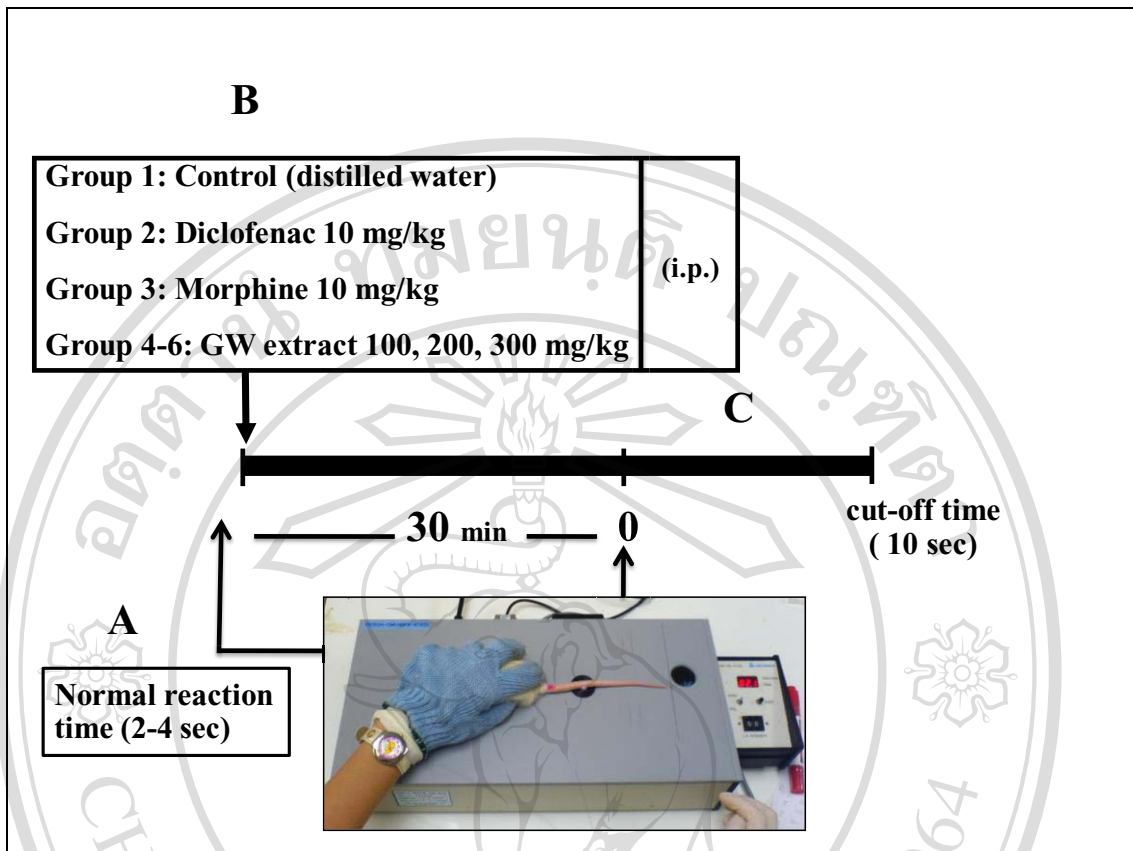 B
Group 1: Control (distilled water)
Group 2: Diclofenac 10 mg/kg
Group 3: Morphine 10 mg/kg
Group 4-6: GW extract 100, 200, 300 mg/kg
(i.p.)
C
30 min
0
cut-off time
( 10 sec)
A
Normal reaction
time (2-4 sec)